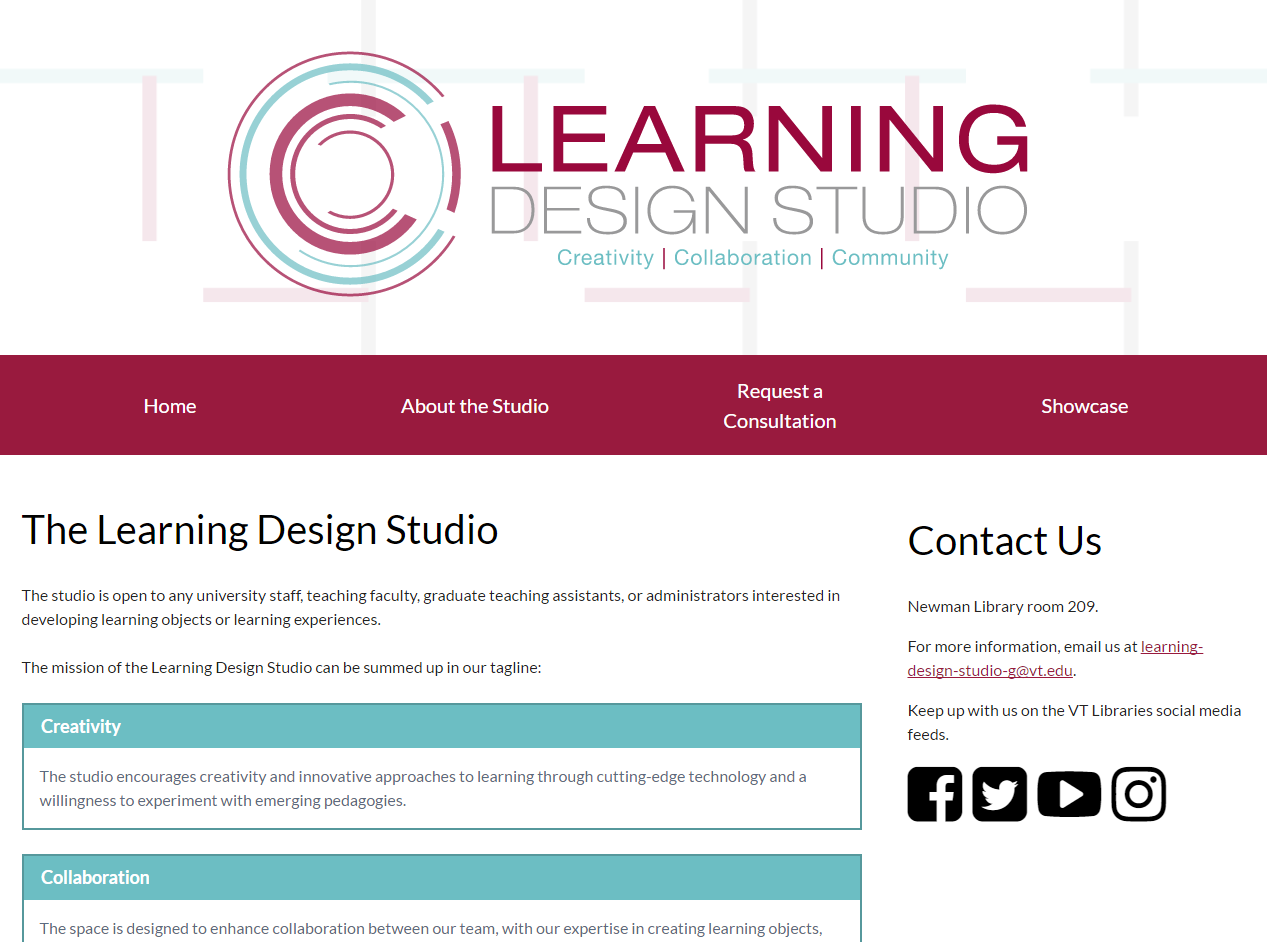 LEARNING
DESIGN STUDIO
Creativity | Collaboration | Community
Home
About the Studio
Request a
Consultation
Showcase
The Learning Design Studio
The studio is open to any university staff, teaching faculty, graduate teaching assistants, or administrators interested in
developing learning objects or learning experiences.
The mission of the Learning Design Studio can be summed up in our tagline:
Creativity
The studio encourages creativity and innovative approaches to learning through cutting-edge technology and a
willingness to experiment with emerging pedagogies.
Collaboration
The space is designed to enhance collaboration between our team, with our expertise in creating learning objects,
Contact Us
Newman Library room 209.
For more information, email us at learning-
design-studio-g@vt.edu.
Keep up with us on the VT Libraries social media
feeds.